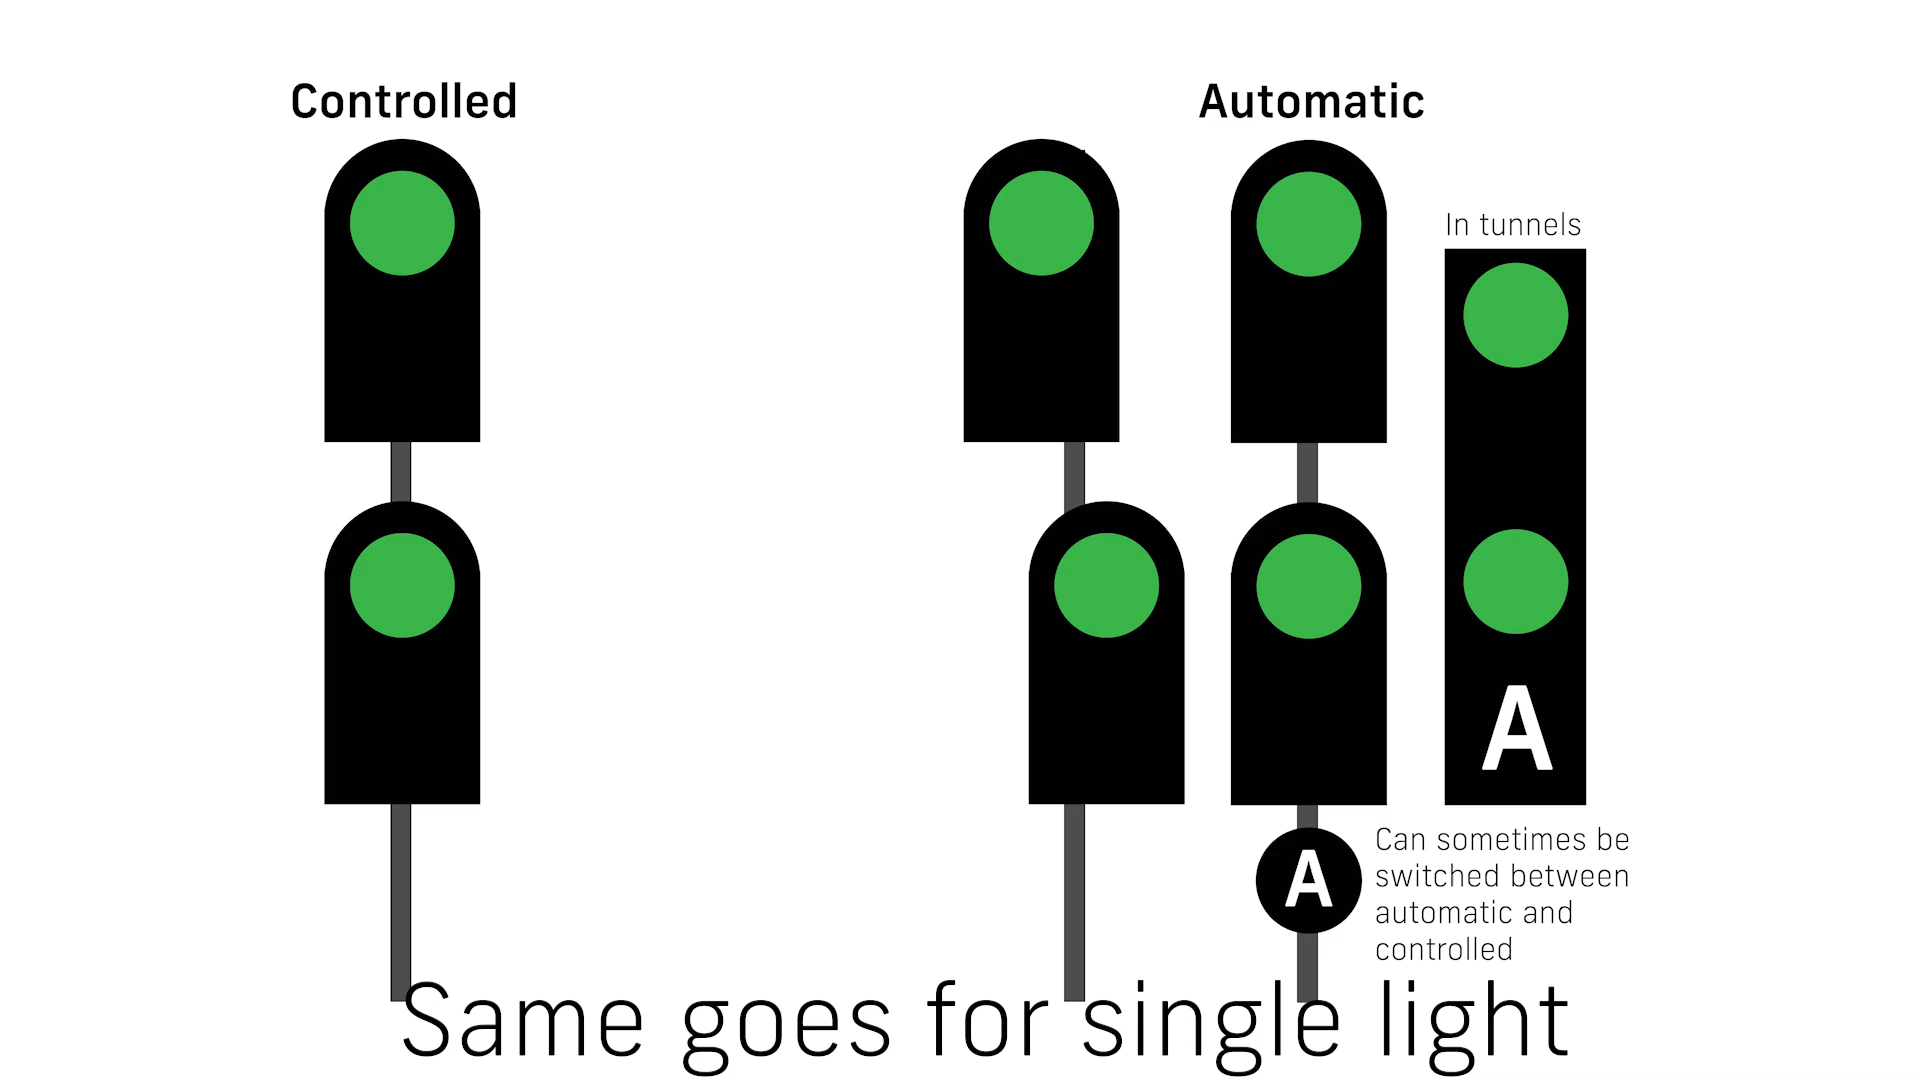 Controlled
Automatic
In tunnels
A
A
Can sometimes be
switched between
automatic and
controlled
Same goes for single light